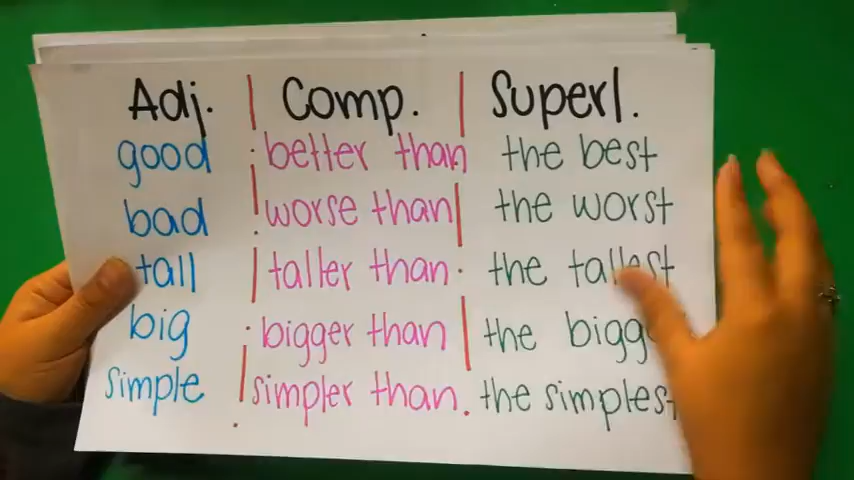 Adj. Comp. Superl.
good better than the best
bad worse than the worst
tall taller than the tallest
big bigger than the
simple simpler than. the simplest